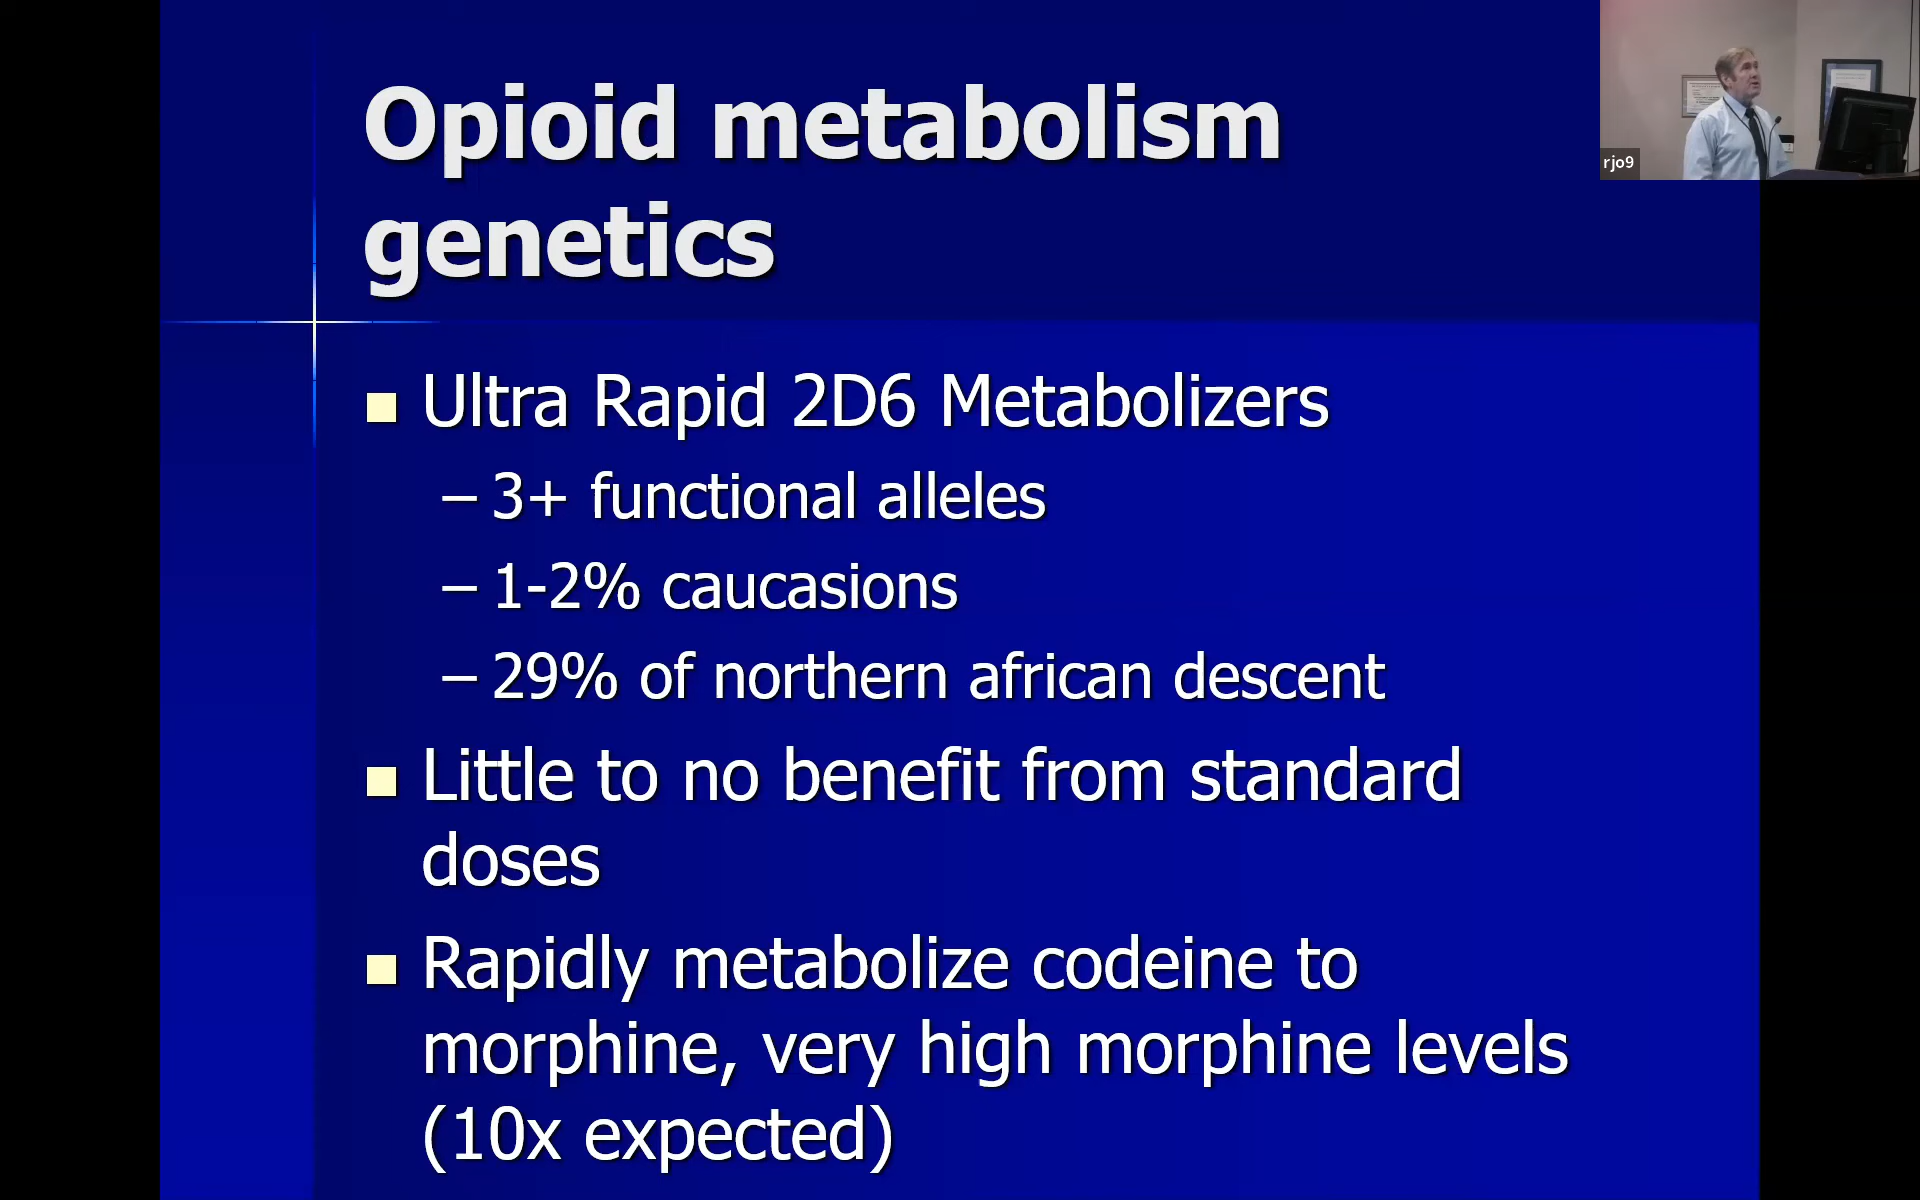 Opioid metabolism
genetics
Ultra Rapid 2D6 Metabolizers
– 3+ functional alleles
– 1-2% caucasions
– 29% of northern african descent
Little to no benefit from standard
doses
Rapidly metabolize codeine to
morphine, very high morphine levels
(10x expected)
rjo9